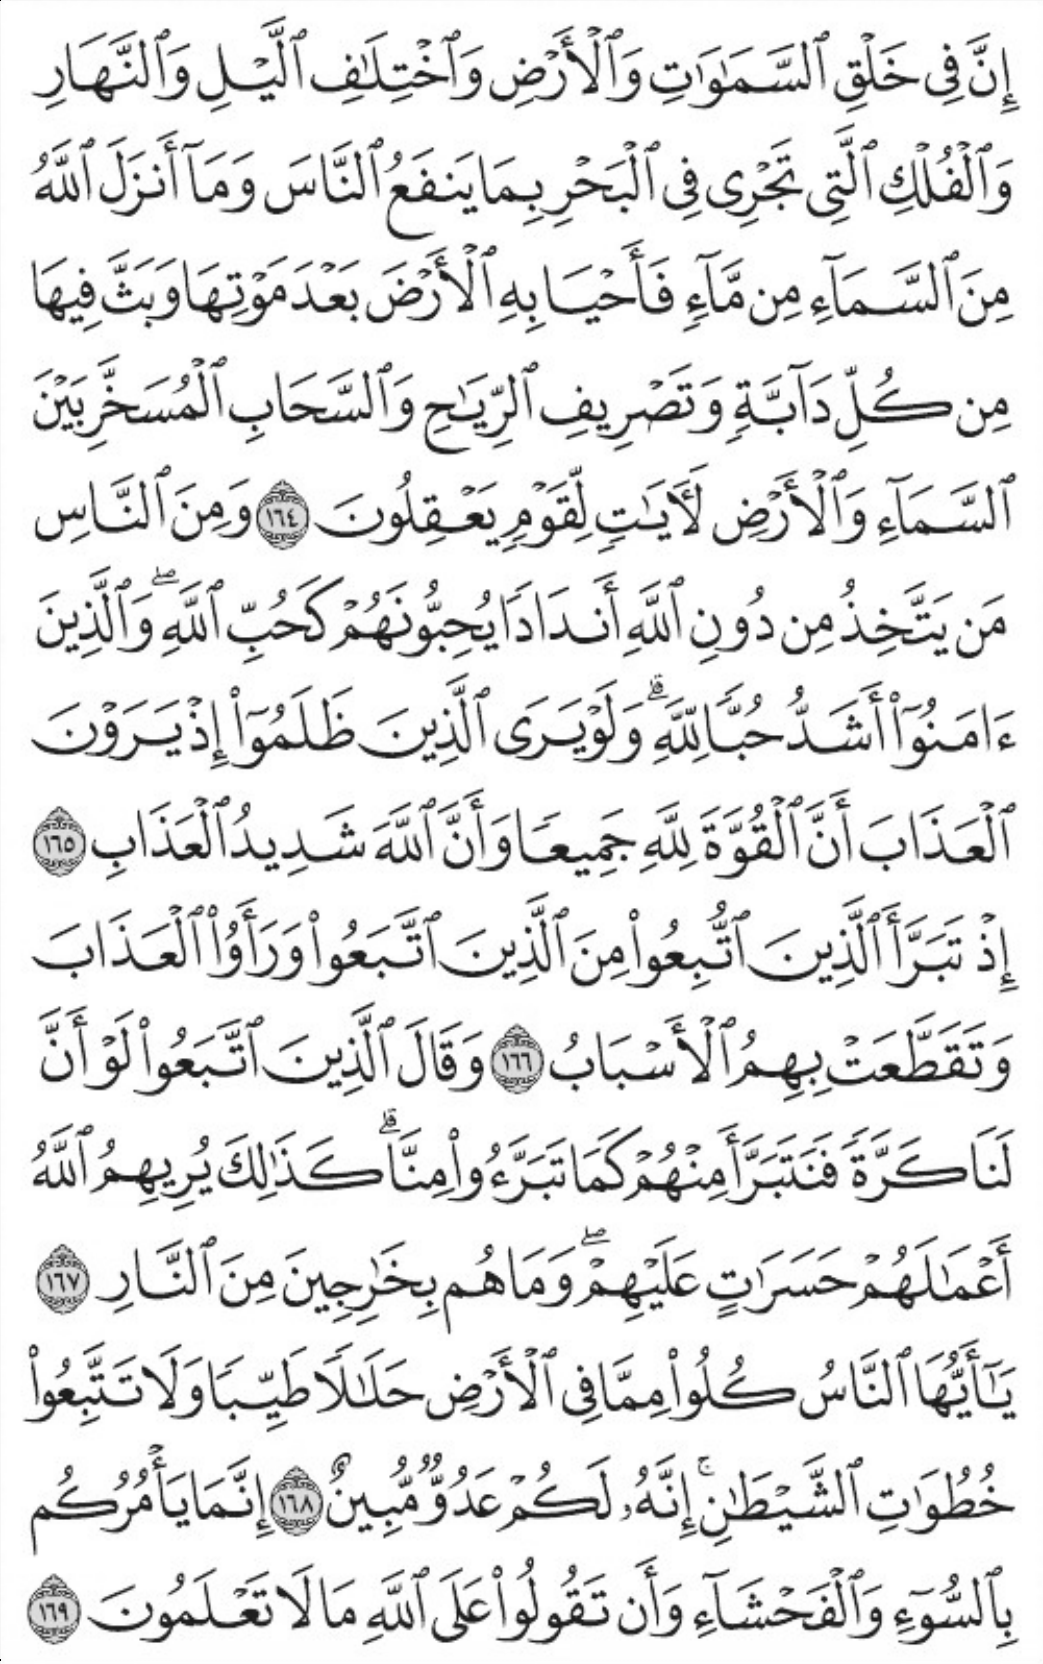 إِنَّ فِى خَلْقِ ٱلسَّمَـٰوَٰتِ وَٱلْأَرْضِ وَٱخْتِلَـٰفِ ٱلَّيْلِ وَٱلنَّهَارِ
وَٱلْفُلْكِ ٱلَّتِى تَجْرِى فِى ٱلْبَحْرِ بِمَا يَنفَعُ ٱلنَّاسَ وَمَآ أَنزَلَ ٱللَّهُ
مِنَ ٱلسَّمَآءِ مِن مَّآءٍ فَأَحْيَا بِهِ ٱلْأَرْضَ بَعْدَ مَوْتِهَا وَبَثَّ فِيهَا
مِن كُلِّ دَآبَّةٍ وَتَصْرِيفِ ٱلرِّيَـٰحِ وَٱلسَّحَابِ ٱلْمُسَخَّرِ بَيْنَ
ٱلسَّمَآءِ وَٱلْأَرْضِ لَـَٔايَـٰتٍ لِّقَوْمٍ يَعْقِلُونَ ١٦٤ وَمِنَ ٱلنَّاسِ
مَن يَتَّخِذُ مِن دُونِ ٱللَّهِ أَندَادًا يُحِبُّونَهُمْ كَحُبِّ ٱللَّهِ ۖ وَٱلَّذِينَ
ءَامَنُوٓا۟ أَشَدُّ حُبًّا لِّلَّهِ ۗ وَلَوْ يَرَى ٱلَّذِينَ ظَلَمُوٓا۟ إِذْ يَرَوْنَ
ٱلْعَذَابَ أَنَّ ٱلْقُوَّةَ لِلَّهِ جَمِيعًا وَأَنَّ ٱللَّهَ شَدِيدُ ٱلْعَذَابِ ١٦٥
إِذْ تَبَرَّأَ ٱلَّذِينَ ٱتُّبِعُوا۟ مِنَ ٱلَّذِينَ ٱتَّبَعُوا۟ وَرَأَوُا۟ ٱلْعَذَابَ
وَتَقَطَّعَتْ بِهِمُ ٱلْأَسْبَابُ ١٦٦ وَقَالَ ٱلَّذِينَ ٱتَّبَعُوا۟ لَوْ أَنَّ
لَنَا كَرَّةً فَنَتَبَرَّأَ مِنْهُمْ كَمَا تَبَرَّءُوا۟ مِنَّا ۗ كَذَٰلِكَ يُرِيهِمُ ٱللَّهُ
أَعْمَـٰلَهُمْ حَسَرَٰتٍ عَلَيْهِمْ ۖ وَمَا هُم بِخَـٰرِجِينَ مِنَ ٱلنَّارِ ١٦٧
يَـٰٓأَيُّهَا ٱلنَّاسُ كُلُوا۟ مِمَّا فِى ٱلْأَرْضِ حَلَـٰلًا طَيِّبًا وَلَا تَتَّبِعُوا۟
خُطُوَٰتِ ٱلشَّيْطَـٰنِ ۚ إِنَّهُۥ لَكُمْ عَدُوٌّ مُّبِينٌ ١٦٨ إِنَّمَا يَأْمُرُكُم
بِٱلسُّوٓءِ وَٱلْفَحْشَآءِ وَأَن تَقُولُوا۟ عَلَى ٱللَّهِ مَا لَا تَعْلَمُونَ ١٦٩